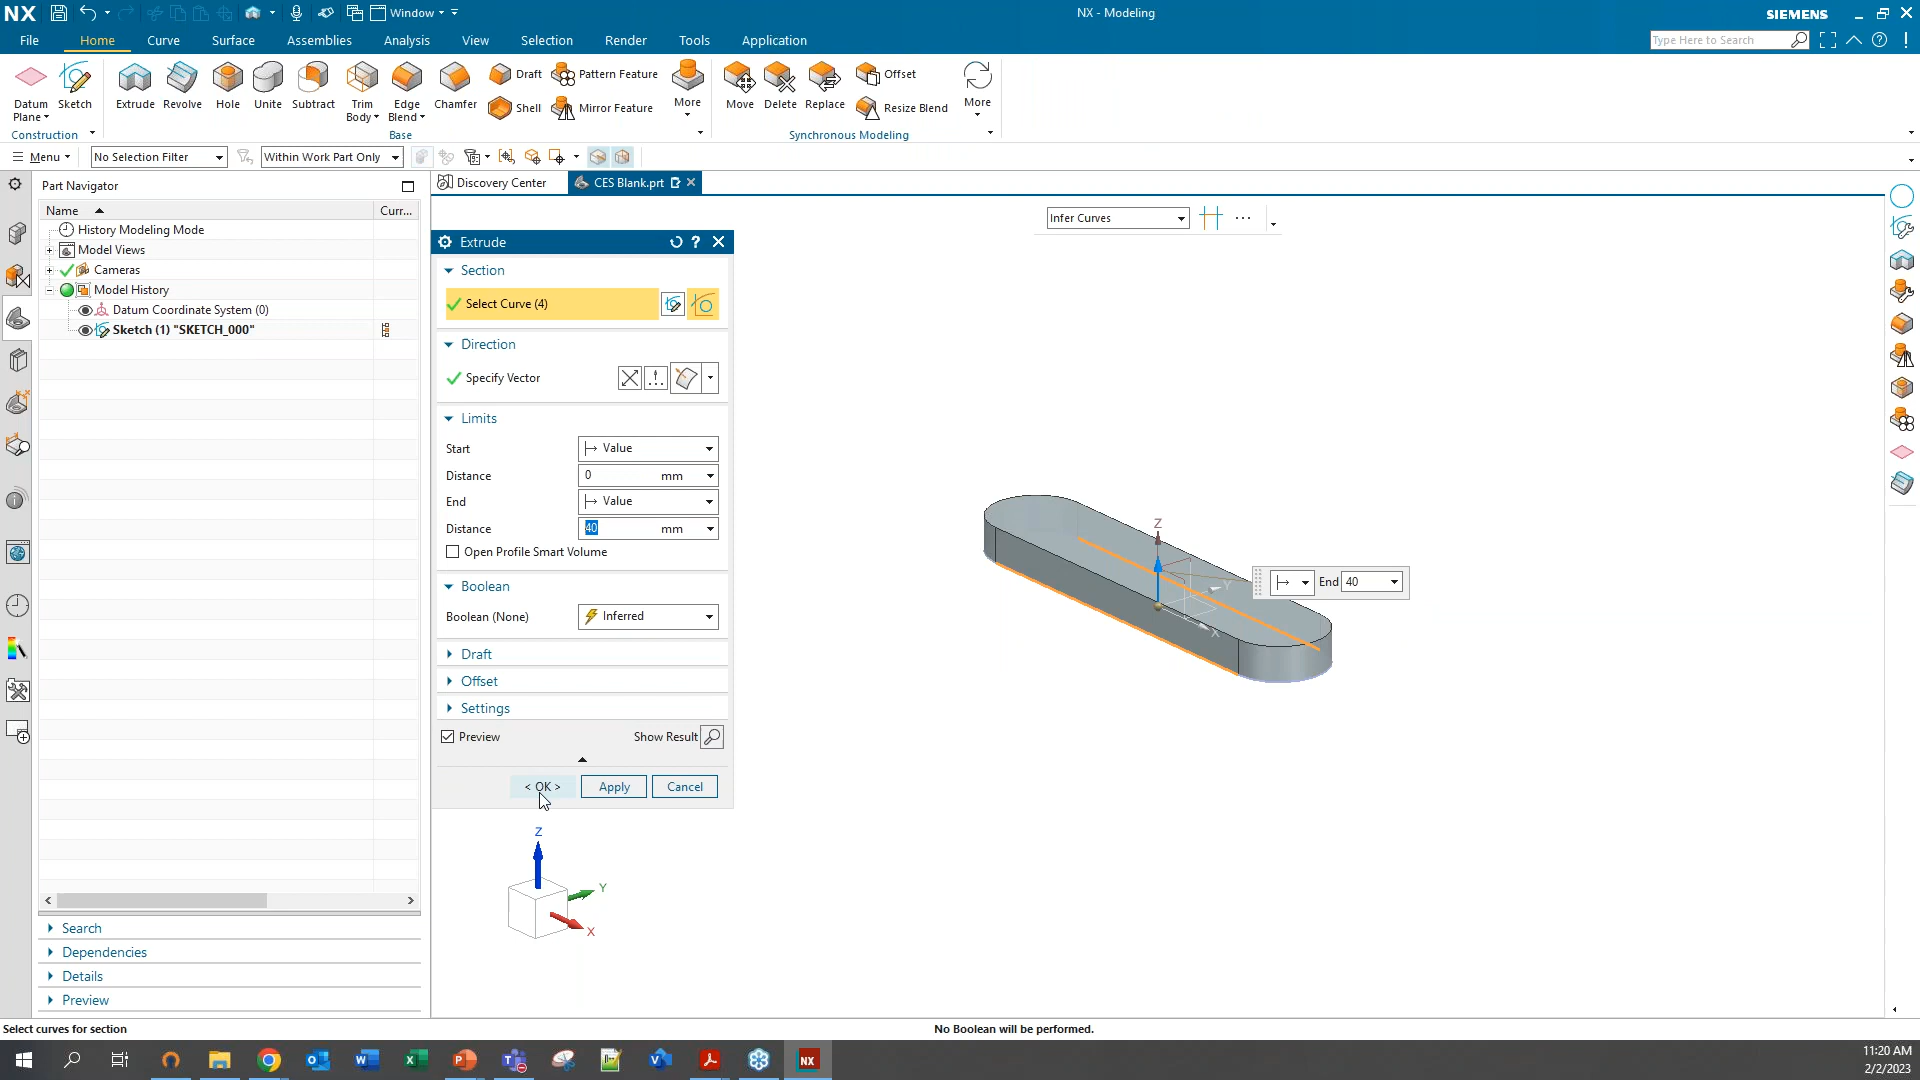 NX
Window
NX - Modeling
SIEMENS
File Home Curve Surface Assemblies Analysis View Selection Render Tools Application
Type Here to Search
Datum Plane
Sketch
Extrude
Revolve
Hole
Unite
Subtract
Trim Body
Edge Blend
Chamfer
Draft
Shell
Pattern Feature
Mirror Feature
More
Move
Delete
Replace
Offset
Resize Blend
More
Construction
Base
Synchronous Modeling
Menu
No Selection Filter
Within Work Part Only
Part Navigator
Discovery Center
CES Blank.prt
Name
Curr...
History Modeling Mode
Model Views
Cameras
Model History
Datum Coordinate System (0)
Sketch (1) "SKETCH_000"
Infer Curves
Extrude
Section
Select Curve (4)
Direction
Specify Vector
Limits
Start Value
Distance 0 mm
End Value
Distance 40 mm
Open Profile Smart Volume
Boolean
Boolean (None) Inferred
Draft
Offset
Settings
Preview Show Result
< OK > Apply Cancel
Z
Y
X
End 40
Z
Y
X
Search
Dependencies
Details
Preview
Select curves for section
No Boolean will be performed.
NX
11:20 AM
2/2/2023